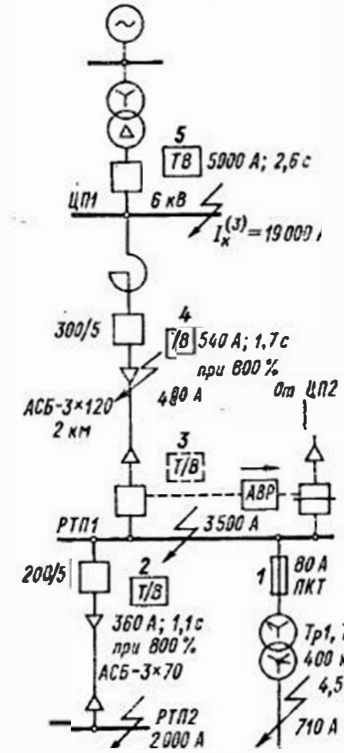 5
ТВ 5000 А; 2,6 с
ЦП1 6 кВ
I_к^(3) = 19000 А
300/5
4
Т/В 540 А; 1,7 с
при 800 %
480 А
АСБ-3×120
2 км
От ЦП2
3
Т/В
АВР
РТП1 3500 А
200/5
2
Т/В
1
80 А
ПКТ
360 А; 1,1 с
при 800 %
АСБ-3×70
Тр1,
400
4,5
710 А
РТП2
2000 А